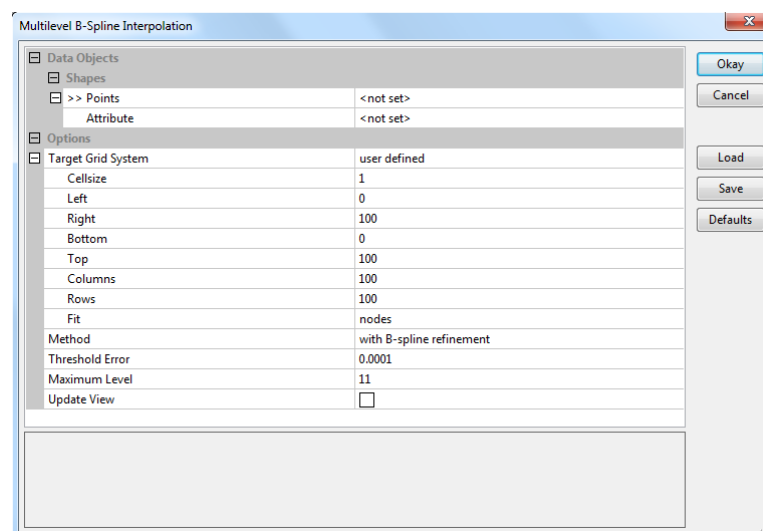 Multilevel B-Spline Interpolation
Data Objects
Shapes
>> Points <not set>
Attribute <not set>
Options
Target Grid System user defined
Cellsize 1
Left 0
Right 100
Bottom 0
Top 100
Columns 100
Rows 100
Fit nodes
Method with B-spline refinement
Threshold Error 0.0001
Maximum Level 11
Update View
Okay
Cancel
Load
Save
Defaults